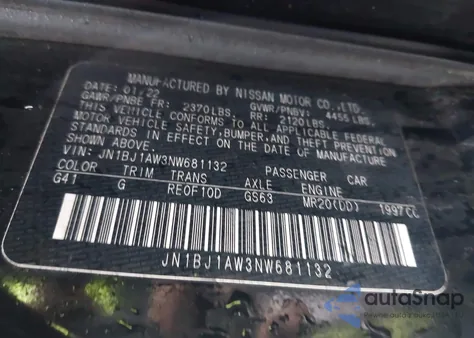 MANUFACTURED BY NISSAN MOTOR CO.,LTD.
DATE: 01/22 GVWR/PNBV: 4455 LBS.
GAWR/PNBE FR: 2370LBS. RR: 2120LBS.
THIS VEHICLE CONFORMS TO ALL APPLICABLE FEDERAL
MOTOR VEHICLE SAFETY,BUMPER,AND THEFT PREVENTION
STANDARDS IN EFFECT ON THE DATE OF MANUFACTURE
SHOWN ABOVE.
VIN: JN1BJ1AW3NW681132 PASSENGER CAR
COLOR TRIM TRANS AXLE ENGINE
G41 G RE0F10D GS63 MR20(DD) 1997CC
JN1BJ1AW3NW681132
autoSnap